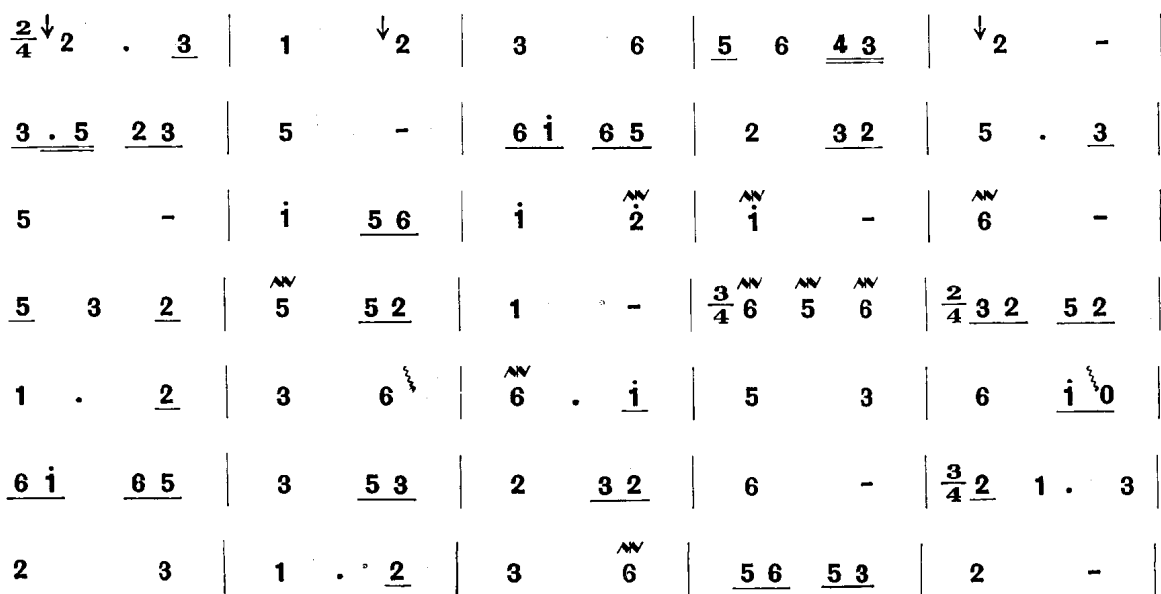 2/4 ↓2 . 3 | 1 ↓2 | 3 6 | 5 6 4 3 | ↓2 - |
3 . 5 2 3 | 5 - | 6 i 6 5 | 2 3 2 | 5 . 3 |
5 - | i 5 6 | i 2̇ | i - | 6 - |
5 3 2 | 5 5 2 | 1 - | 3/4 6 5 6 | 2/4 3 2 5 2 |
1 . 2 | 3 6 | 6 . i | 5 3 | 6 i 0 |
6 i 6 5 | 3 5 3 | 2 3 2 | 6 - | 3/4 2 1 . 3 |
2 3 | 1 . 2 | 3 6 | 5 6 5 3 | 2 - |